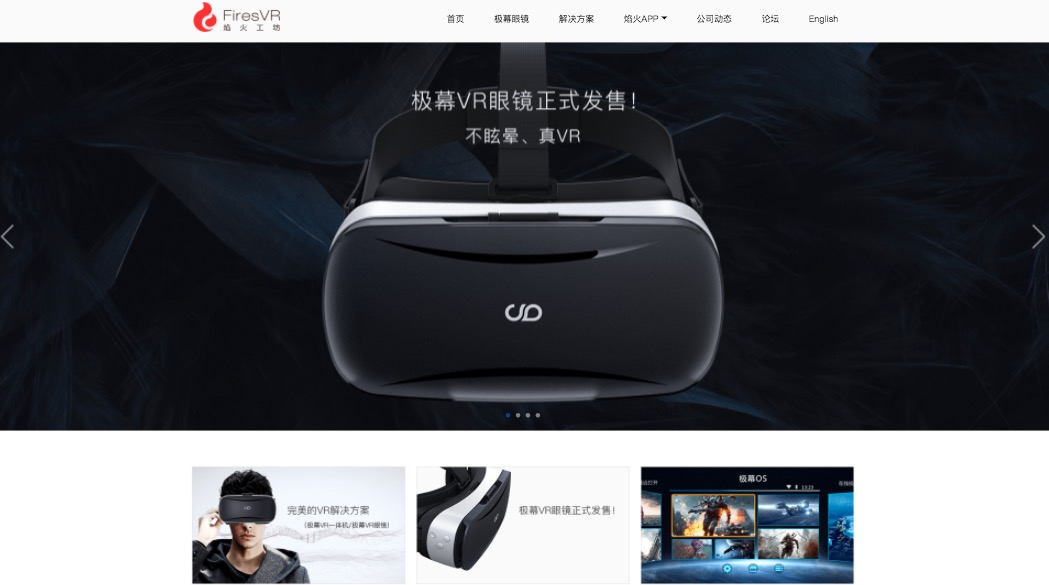 FiresVR
焰火工坊
首页 极幕眼镜 解决方案 焰火APP 公司动态 论坛 English
极幕VR眼镜正式发售！
不眩晕、真VR
完美的VR解决方案
（极幕VR一体机/极幕VR眼镜）
极幕VR眼镜正式发售！
极幕OS
13:23